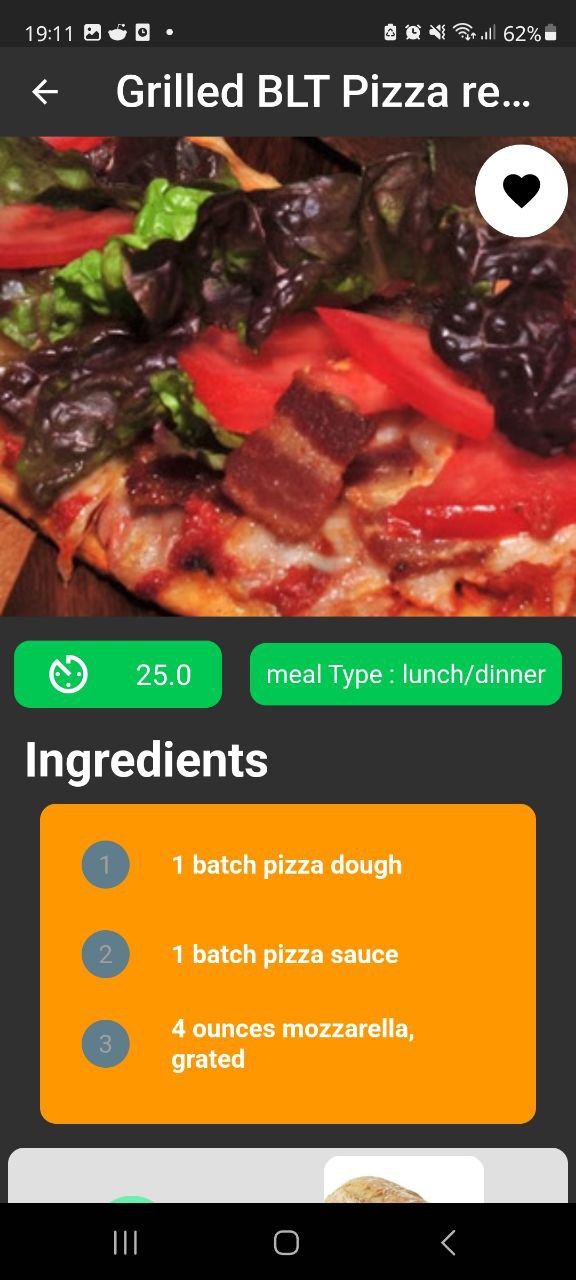 19:11
62%
Grilled BLT Pizza re...
25.0
meal Type : lunch/dinner
Ingredients
1
1 batch pizza dough
2
1 batch pizza sauce
3
4 ounces mozzarella,
grated